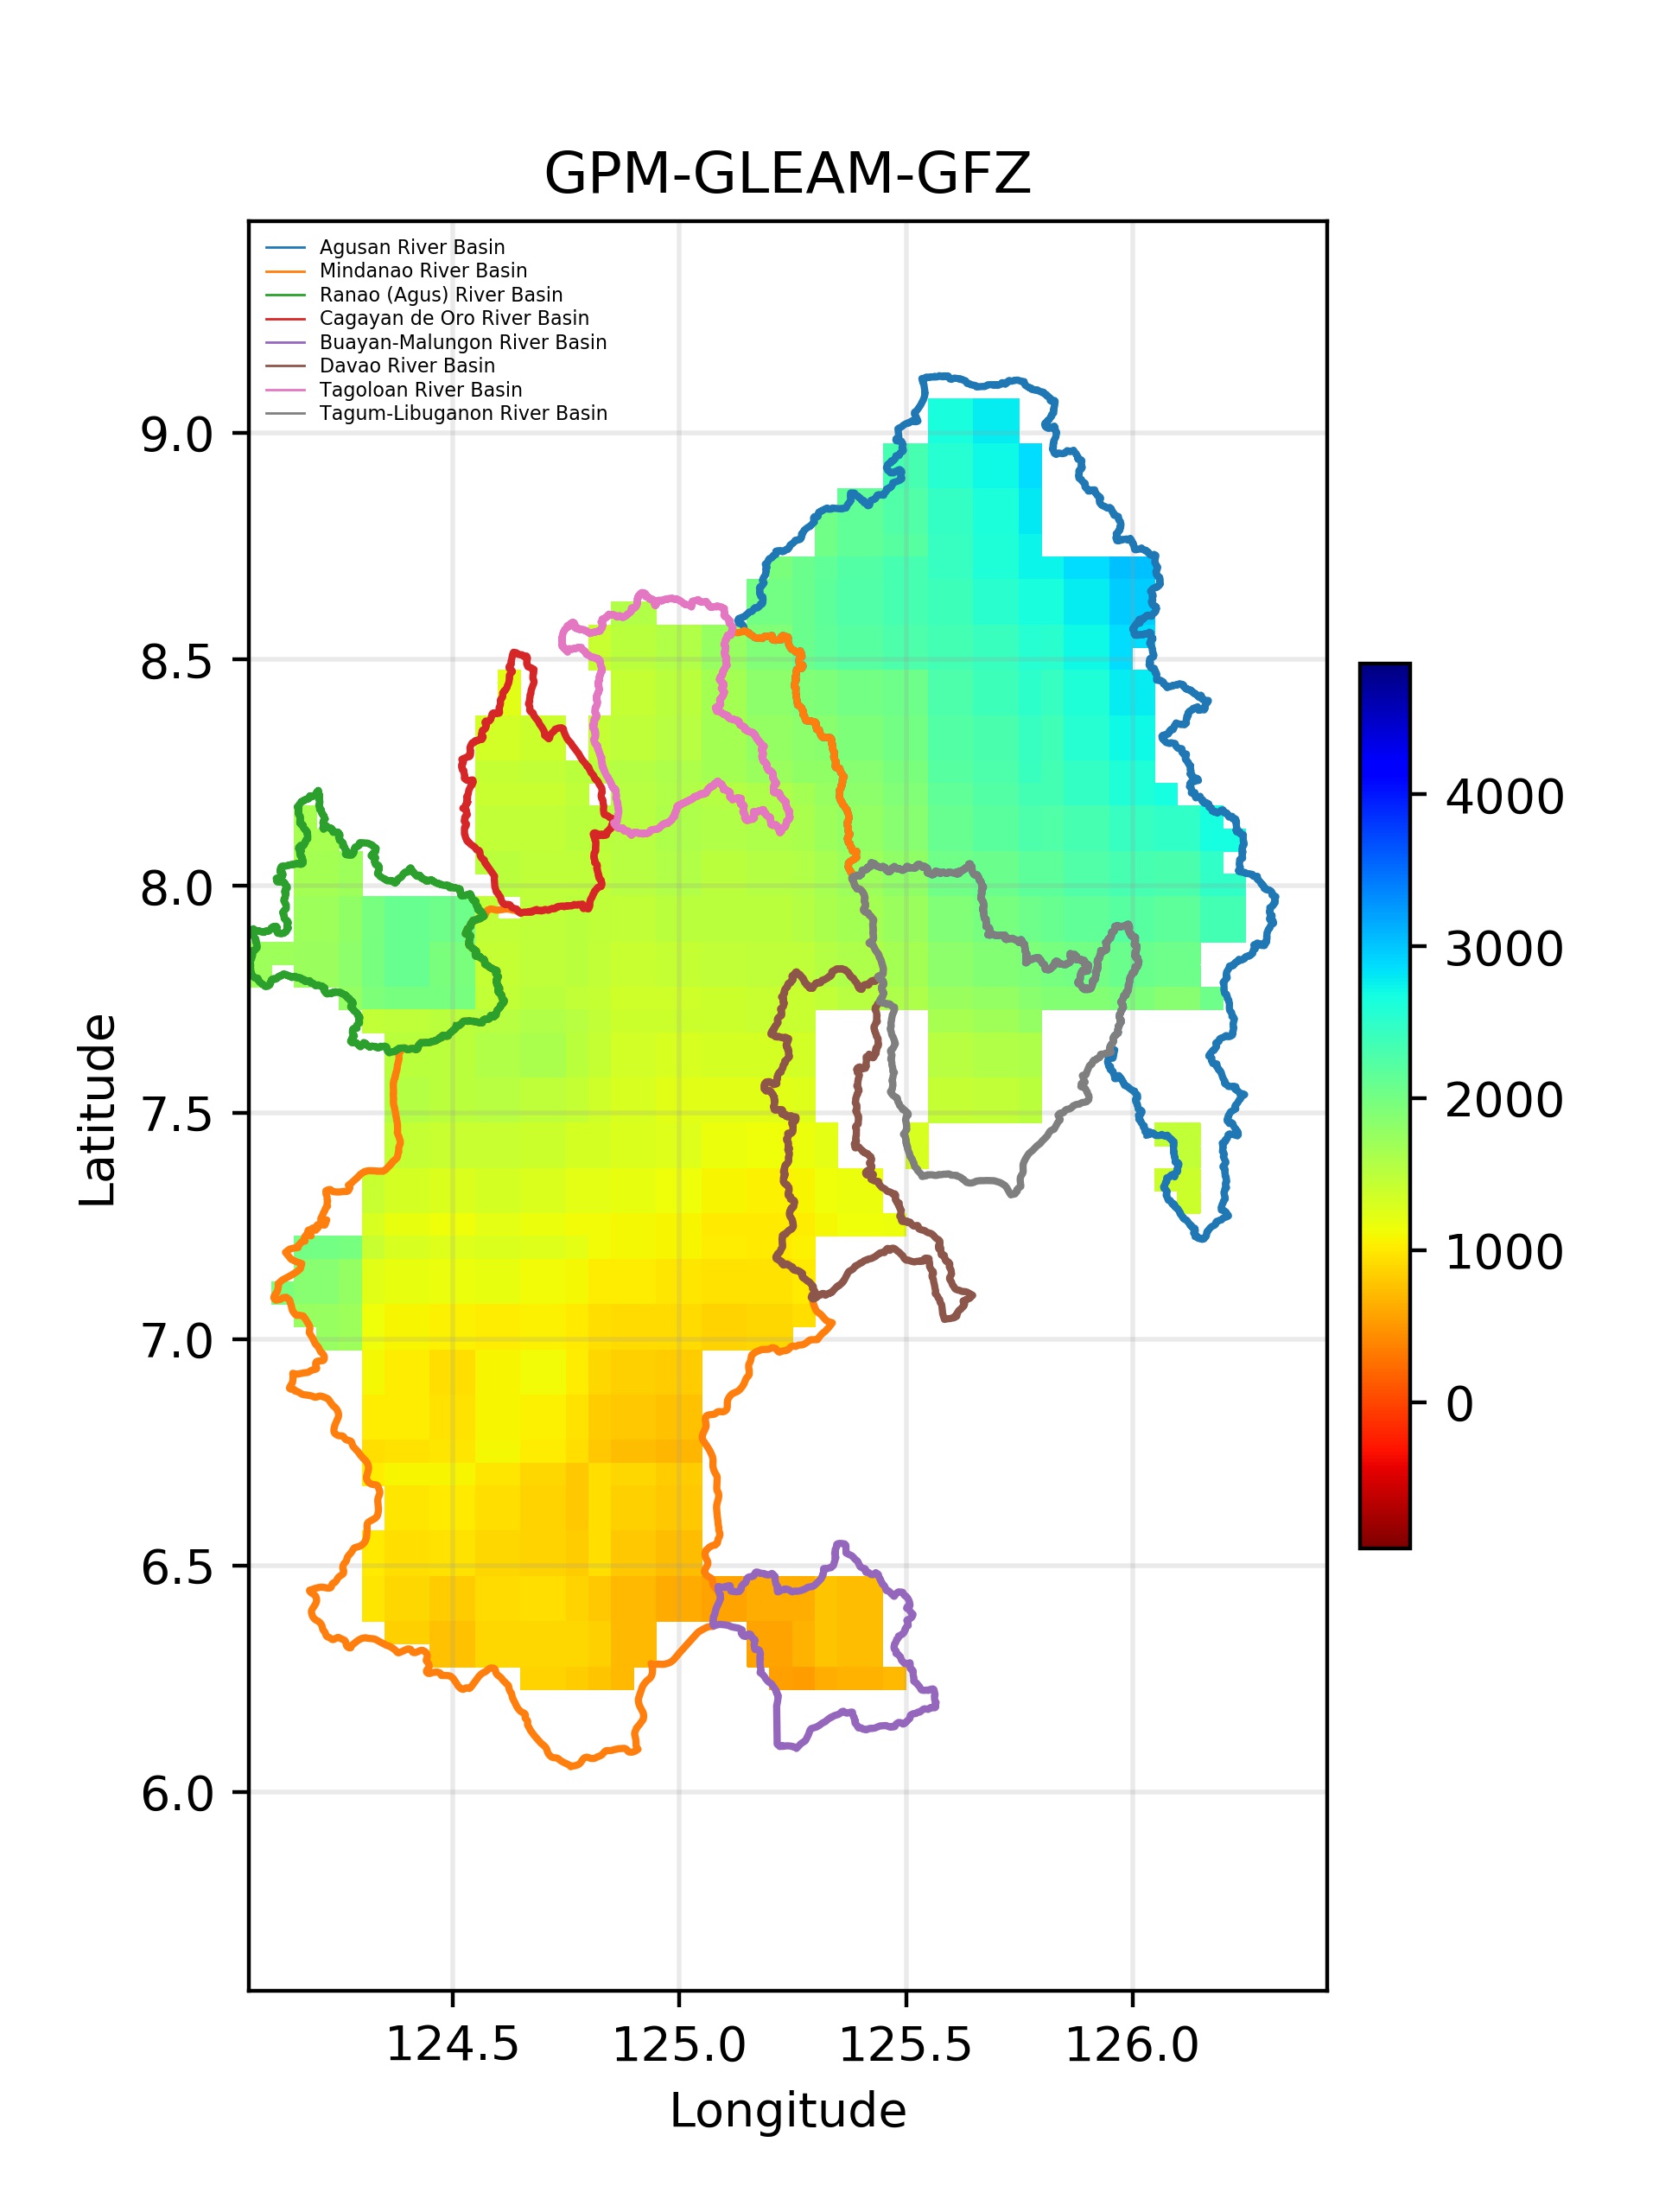 GPM-GLEAM-GFZ
Agusan River Basin
Mindanao River Basin
Ranao (Agus) River Basin
Cagayan de Oro River Basin
Buayan-Malungon River Basin
Davao River Basin
Tagoloan River Basin
Tagum-Libuganon River Basin
9.0
8.5
8.0
7.5
7.0
6.5
6.0
Latitude
124.5
125.0
125.5
126.0
Longitude
4000
3000
2000
1000
0